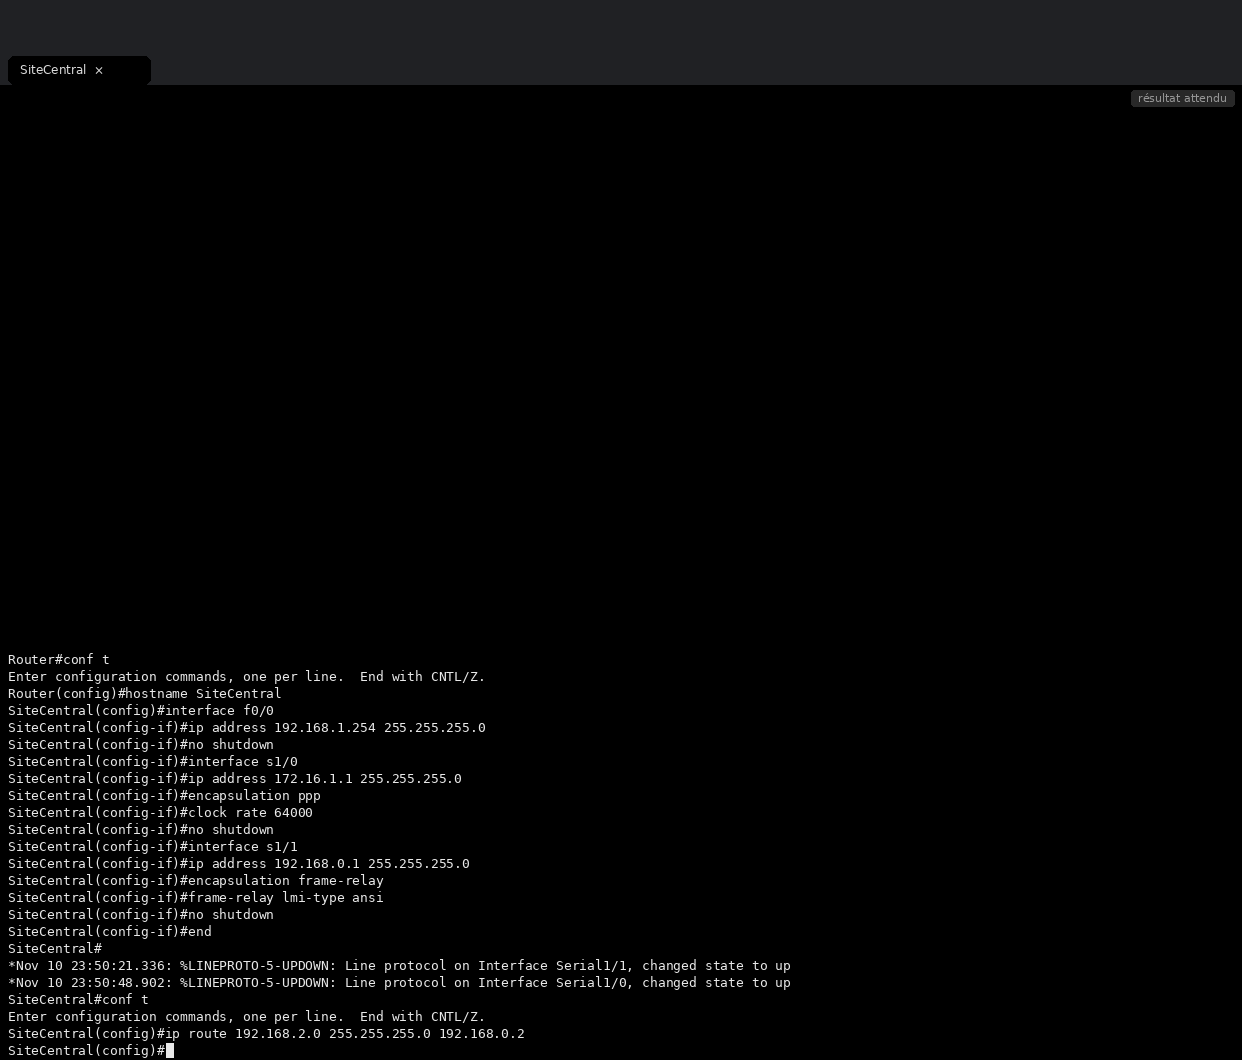 SiteCentral ×
résultat attendu
Router#conf t
Enter configuration commands, one per line.  End with CNTL/Z.
Router(config)#hostname SiteCentral
SiteCentral(config)#interface f0/0
SiteCentral(config-if)#ip address 192.168.1.254 255.255.255.0
SiteCentral(config-if)#no shutdown
SiteCentral(config-if)#interface s1/0
SiteCentral(config-if)#ip address 172.16.1.1 255.255.255.0
SiteCentral(config-if)#encapsulation ppp
SiteCentral(config-if)#clock rate 64000
SiteCentral(config-if)#no shutdown
SiteCentral(config-if)#interface s1/1
SiteCentral(config-if)#ip address 192.168.0.1 255.255.255.0
SiteCentral(config-if)#encapsulation frame-relay
SiteCentral(config-if)#frame-relay lmi-type ansi
SiteCentral(config-if)#no shutdown
SiteCentral(config-if)#end
SiteCentral#
*Nov 10 23:50:21.336: %LINEPROTO-5-UPDOWN: Line protocol on Interface Serial1/1, changed state to up
*Nov 10 23:50:48.902: %LINEPROTO-5-UPDOWN: Line protocol on Interface Serial1/0, changed state to up
SiteCentral#conf t
Enter configuration commands, one per line.  End with CNTL/Z.
SiteCentral(config)#ip route 192.168.2.0 255.255.255.0 192.168.0.2
SiteCentral(config)#